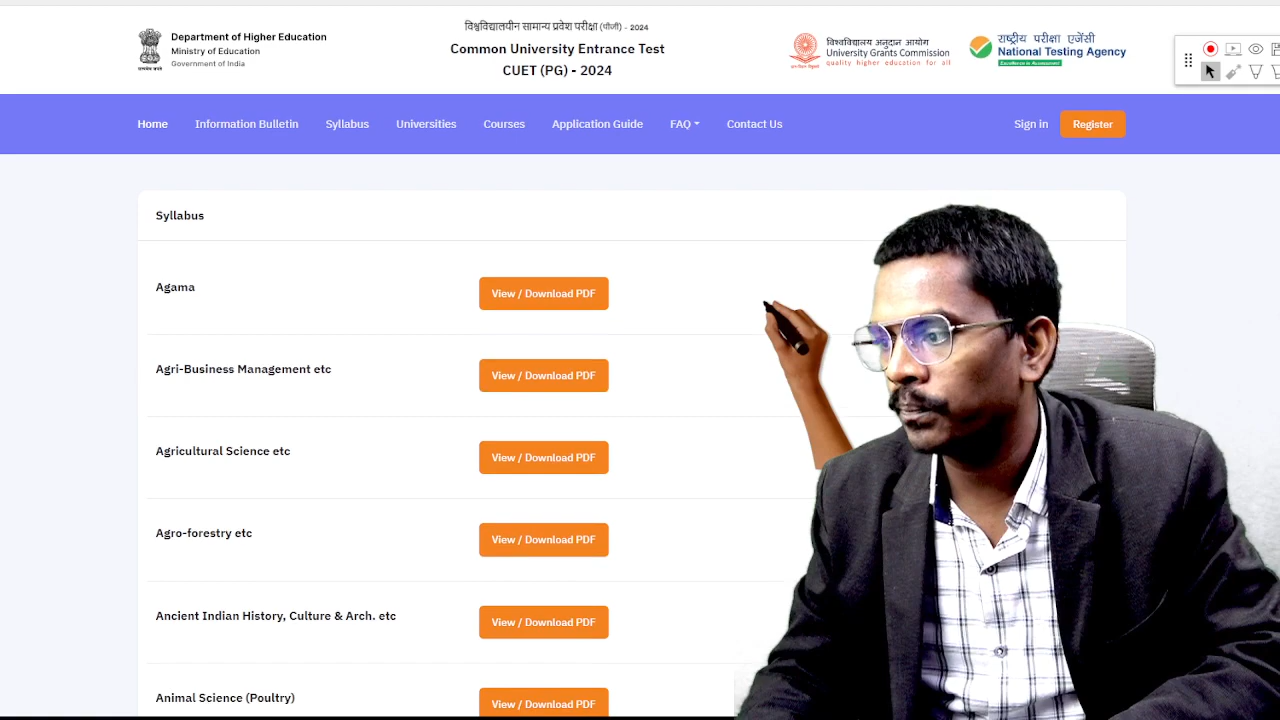 Department of Higher Education
Ministry of Education
Government of India
विश्वविद्यालयीन सामान्य प्रवेश परीक्षा (पीजी) - 2024
Common University Entrance Test
CUET (PG) - 2024
विश्वविद्यालय अनुदान आयोग
University Grants Commission
quality higher education for all
राष्ट्रीय परीक्षा एजेंसी
National Testing Agency
Excellence in Assessment
Home Information Bulletin Syllabus Universities Courses Application Guide FAQ Contact Us Sign in Register
Syllabus
Agama View / Download PDF
Agri-Business Management etc View / Download PDF
Agricultural Science etc View / Download PDF
Agro-forestry etc View / Download PDF
Ancient Indian History, Culture & Arch. etc View / Download PDF
Animal Science (Poultry) View / Download PDF